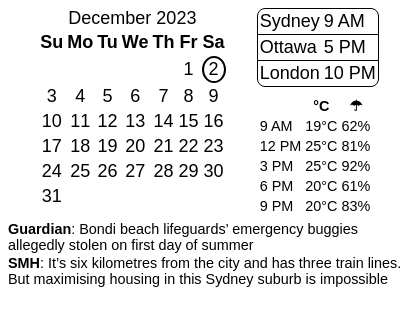 December 2023
Su Mo Tu We Th Fr Sa
1 2
3 4 5 6 7 8 9
10 11 12 13 14 15 16
17 18 19 20 21 22 23
24 25 26 27 28 29 30
31
Sydney 9 AM
Ottawa 5 PM
London 10 PM
°C ☂
9 AM 19°C 62%
12 PM 25°C 81%
3 PM 25°C 92%
6 PM 20°C 61%
9 PM 20°C 83%
Guardian: Bondi beach lifeguards’ emergency buggies
allegedly stolen on first day of summer
SMH: It’s six kilometres from the city and has three train lines.
But maximising housing in this Sydney suburb is impossible